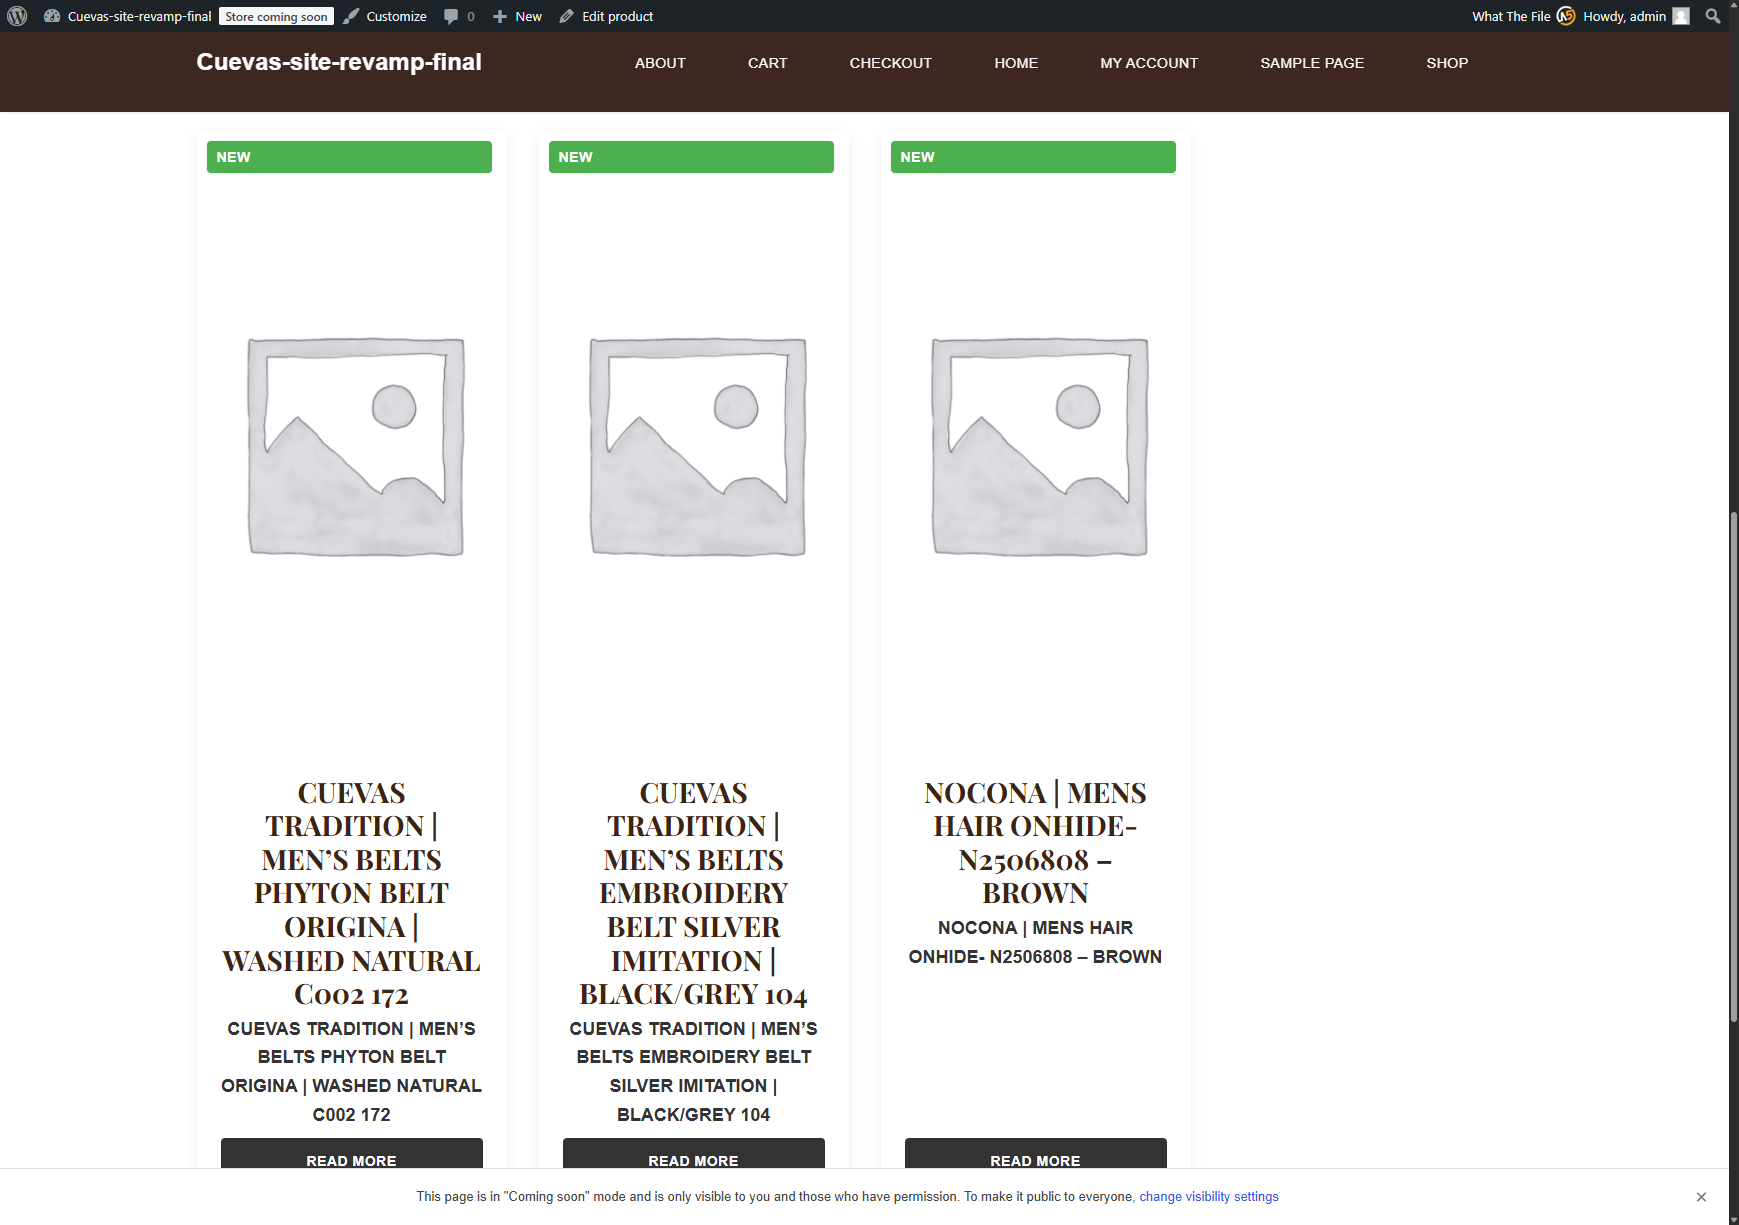 Cuevas-site-revamp-final Store coming soon Customize 0 New Edit product What The File Howdy, admin
Cuevas-site-revamp-final ABOUT CART CHECKOUT HOME MY ACCOUNT SAMPLE PAGE SHOP
NEW
CUEVAS
TRADITION |
MEN’S BELTS
PHYTON BELT
ORIGINA |
WASHED NATURAL
C002 172
CUEVAS TRADITION | MEN’S
BELTS PHYTON BELT
ORIGINA | WASHED NATURAL
C002 172
READ MORE
NEW
CUEVAS
TRADITION |
MEN’S BELTS
EMBROIDERY
BELT SILVER
IMITATION |
BLACK/GREY 104
CUEVAS TRADITION | MEN’S
BELTS EMBROIDERY BELT
SILVER IMITATION |
BLACK/GREY 104
READ MORE
NEW
NOCONA | MENS
HAIR ONHIDE-
N2506808 –
BROWN
NOCONA | MENS HAIR
ONHIDE- N2506808 – BROWN
READ MORE
This page is in "Coming soon" mode and is only visible to you and those who have permission. To make it public to everyone, change visibility settings